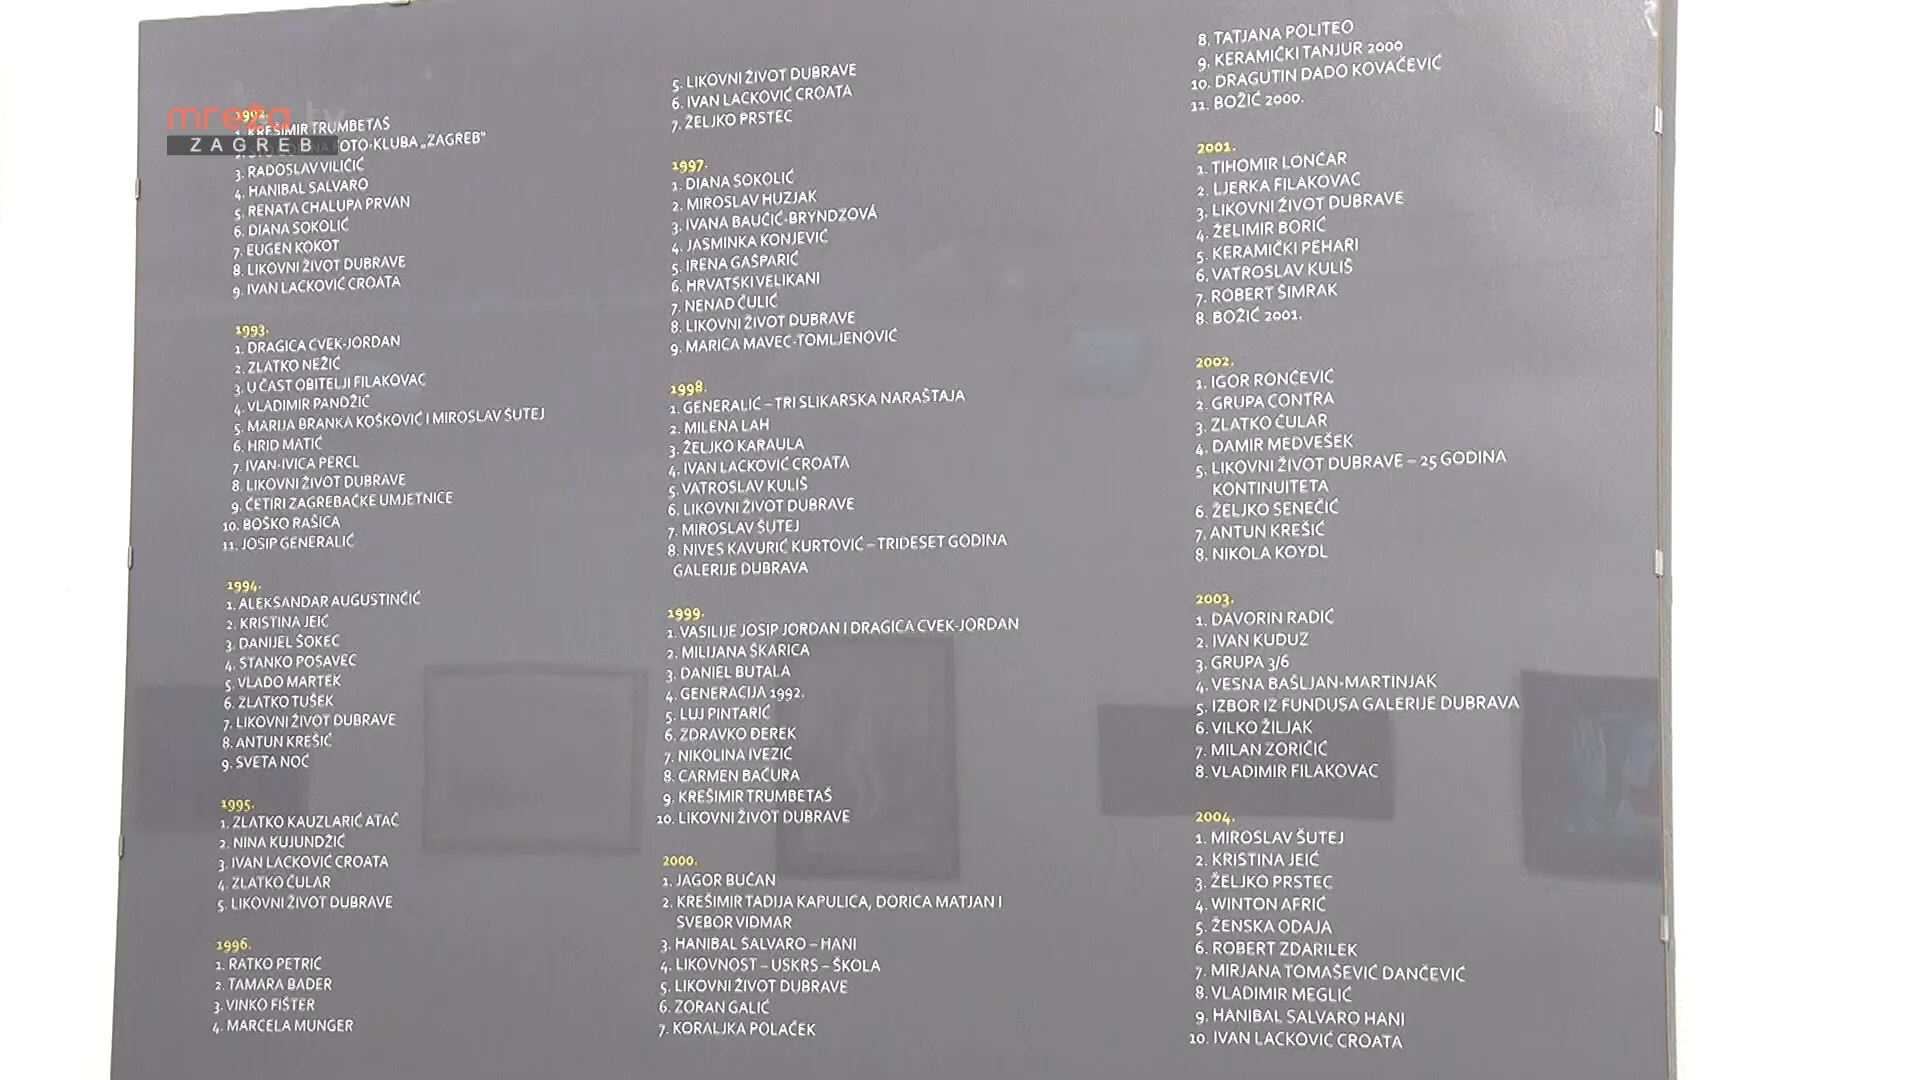 mreža tv
ZAGREB
1992.
1. KREŠIMIR TRUMBETAŠ
FOTO-KLUBA „ZAGREB“
3. RADOSLAV VILIČIĆ
4. HANIBAL SALVARO
5. RENATA CHALUPA PRVAN
6. DIANA SOKOLIĆ
7. EUGEN KOKOT
8. LIKOVNI ŽIVOT DUBRAVE
9. IVAN LACKOVIĆ CROATA
1993.
1. DRAGICA CVEK-JORDAN
2. ZLATKO NEŽIĆ
3. U ČAST OBITELJI FILAKOVAC
4. VLADIMIR PANDŽIĆ
5. MARIJA BRANKA KOŠKOVIĆ I MIROSLAV ŠUTEJ
6. HRID MATIĆ
7. IVAN-IVICA PERCL
8. LIKOVNI ŽIVOT DUBRAVE
9. ČETIRI ZAGREBAČKE UMJETNICE
10. BOŠKO RAŠICA
11. JOSIP GENERALIĆ
1994.
1. ALEKSANDAR AUGUSTINČIĆ
2. KRISTINA JEIĆ
3. DANIJEL ŠOKEC
4. STANKO POSAVEC
5. VLADO MARTEK
6. ZLATKO TUŠEK
7. LIKOVNI ŽIVOT DUBRAVE
8. ANTUN KREŠIĆ
9. SVETA NOĆ
1995.
1. ZLATKO KAUZLARIĆ ATAČ
2. NINA KUJUNDŽIĆ
3. IVAN LACKOVIĆ CROATA
4. ZLATKO ČULAR
5. LIKOVNI ŽIVOT DUBRAVE
1996.
1. RATKO PETRIĆ
2. TAMARA BADER
3. VINKO FIŠTER
4. MARCELA MUNGER
5. LIKOVNI ŽIVOT DUBRAVE
6. IVAN LACKOVIĆ CROATA
7. ŽELJKO PRSTEC
1997.
1. DIANA SOKOLIĆ
2. MIROSLAV HUZJAK
3. IVANA BAUČIĆ-BRYNDZOVÁ
4. JASMINKA KONJEVIĆ
5. IRENA GAŠPARIĆ
6. HRVATSKI VELIKANI
7. NENAD ČULIĆ
8. LIKOVNI ŽIVOT DUBRAVE
9. MARICA MAVEC-TOMLJENOVIĆ
1998.
1. GENERALIĆ – TRI SLIKARSKA NARAŠTAJA
2. MILENA LAH
3. ŽELJKO KARAULA
4. IVAN LACKOVIĆ CROATA
5. VATROSLAV KULIŠ
6. LIKOVNI ŽIVOT DUBRAVE
7. MIROSLAV ŠUTEJ
8. NIVES KAVURIĆ KURTOVIĆ – TRIDESET GODINA
GALERIJE DUBRAVA
1999.
1. VASILIJE JOSIP JORDAN I DRAGICA CVEK-JORDAN
2. MILIJANA ŠKARICA
3. DANIEL BUTALA
4. GENERACIJA 1992.
5. LUJ PINTARIĆ
6. ZDRAVKO ĐEREK
7. NIKOLINA IVEZIĆ
8. CARMEN BAČURA
9. KREŠIMIR TRUMBETAŠ
10. LIKOVNI ŽIVOT DUBRAVE
2000.
1. JAGOR BUČAN
2. KREŠIMIR TADIJA KAPULICA, DORICA MATJAN I
SVEBOR VIDMAR
3. HANIBAL SALVARO – HANI
4. LIKOVNOST – USKRS – ŠKOLA
5. LIKOVNI ŽIVOT DUBRAVE
6. ZORAN GALIĆ
7. KORALJKA POLAČEK
8. TATJANA POLITEO
9. KERAMIČKI TANJUR 2000
10. DRAGUTIN DADO KOVAČEVIĆ
11. BOŽIĆ 2000.
2001.
1. TIHOMIR LONČAR
2. LJERKA FILAKOVAC
3. LIKOVNI ŽIVOT DUBRAVE
4. ŽELIMIR BORIĆ
5. KERAMIČKI PEHARI
6. VATROSLAV KULIŠ
7. ROBERT ŠIMRAK
8. BOŽIĆ 2001.
2002.
1. IGOR RONČEVIĆ
2. GRUPA CONTRA
3. ZLATKO ČULAR
4. DAMIR MEDVEŠEK
5. LIKOVNI ŽIVOT DUBRAVE – 25 GODINA
KONTINUITETA
6. ŽELJKO SENEČIĆ
7. ANTUN KREŠIĆ
8. NIKOLA KOYDL
2003.
1. DAVORIN RADIĆ
2. IVAN KUDUZ
3. GRUPA 3/6
4. VESNA BAŠLJAN-MARTINJAK
5. IZBOR IZ FUNDUSA GALERIJE DUBRAVA
6. VILKO ŽILJAK
7. MILAN ZORIČIĆ
8. VLADIMIR FILAKOVAC
2004.
1. MIROSLAV ŠUTEJ
2. KRISTINA JEIĆ
3. ŽELJKO PRSTEC
4. WINTON AFRIĆ
5. ŽENSKA ODAJA
6. ROBERT ZDARILEK
7. MIRJANA TOMAŠEVIĆ DANČEVIĆ
8. VLADIMIR MEGLIĆ
9. HANIBAL SALVARO HANI
10. IVAN LACKOVIĆ CROATA